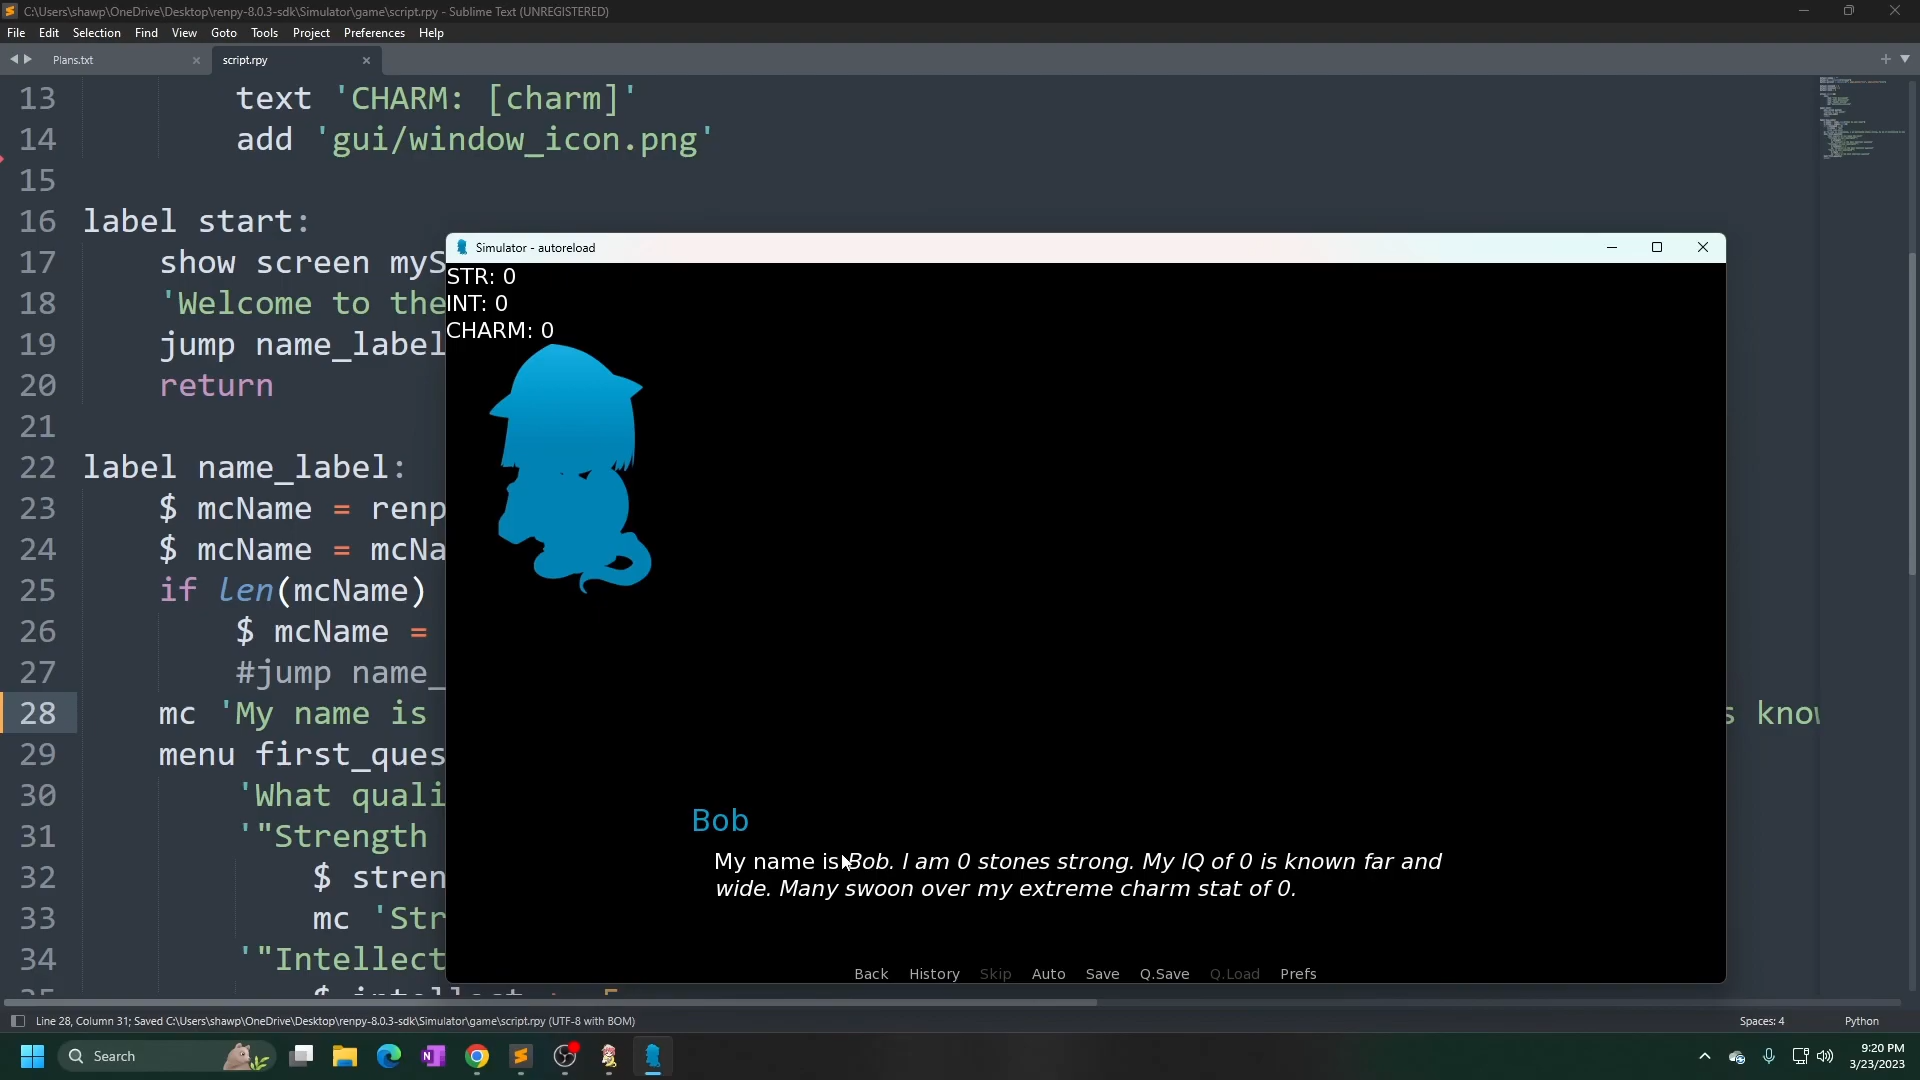 C:\Users\shawp\OneDrive\Desktop\renpy-8.0.3-sdk\Simulator\game\script.rpy - Sublime Text (UNREGISTERED)
File Edit Selection Find View Goto Tools Project Preferences Help
Plans.txt script.rpy
13 text 'CHARM: [charm]'
14 add 'gui/window_icon.png'
15
16 label start:
17 show screen myS
18 'Welcome to the
19 jump name_label
20 return
21
22 label name_label:
23 $ mcName = renp
24 $ mcName = mcNa
25 if len(mcName)
26 $ mcName =
27 #jump name_
28 mc 'My name is
s know
29 menu first_ques
30 'What quali
31 '"Strength
32 $ stren
33 mc 'Str
34 '"Intellect
Simulator - autoreload
STR: 0
INT: 0
CHARM: 0
Bob
My name is Bob. I am 0 stones strong. My IQ of 0 is known far and
wide. Many swoon over my extreme charm stat of 0.
Back History Skip Auto Save Q.Save Q.Load Prefs
Line 28, Column 31; Saved C:\Users\shawp\OneDrive\Desktop\renpy-8.0.3-sdk\Simulator\game\script.rpy (UTF-8 with BOM)
Spaces: 4 Python
Search
9:20 PM
3/23/2023